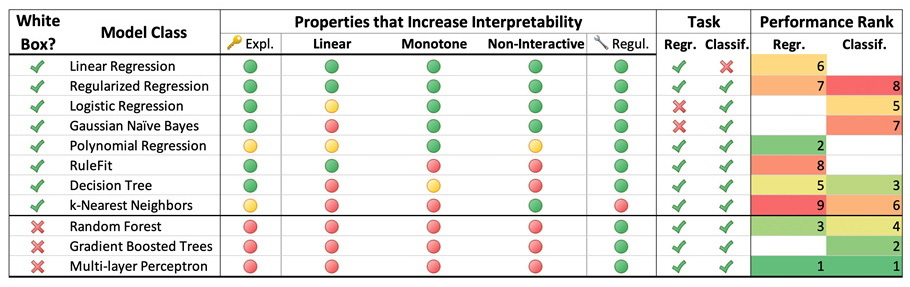 White Box? Model Class Properties that Increase Interpretability Task Performance Rank
Expl. Linear Monotone Non-Interactive Regul. Regr. Classif. Regr. Classif.
Linear Regression 6
Regularized Regression 7 8
Logistic Regression 5
Gaussian Naïve Bayes 7
Polynomial Regression 2
RuleFit 8
Decision Tree 5 3
k-Nearest Neighbors 9 6
Random Forest 3 4
Gradient Boosted Trees 2
Multi-layer Perceptron 1 1